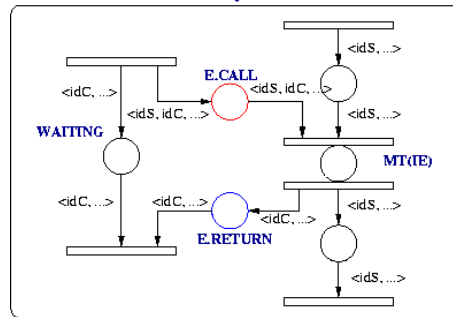 <idS, ...>
E.CALL
<idC, ...>
<idS, idC, ...>
<idS, idC, ...>
<idS, ...>
WAITING
MT(IE)
<idC, ...>
<idC, ...>
<idC, ...>
<idS, ...>
E.RETURN
<idS, ...>